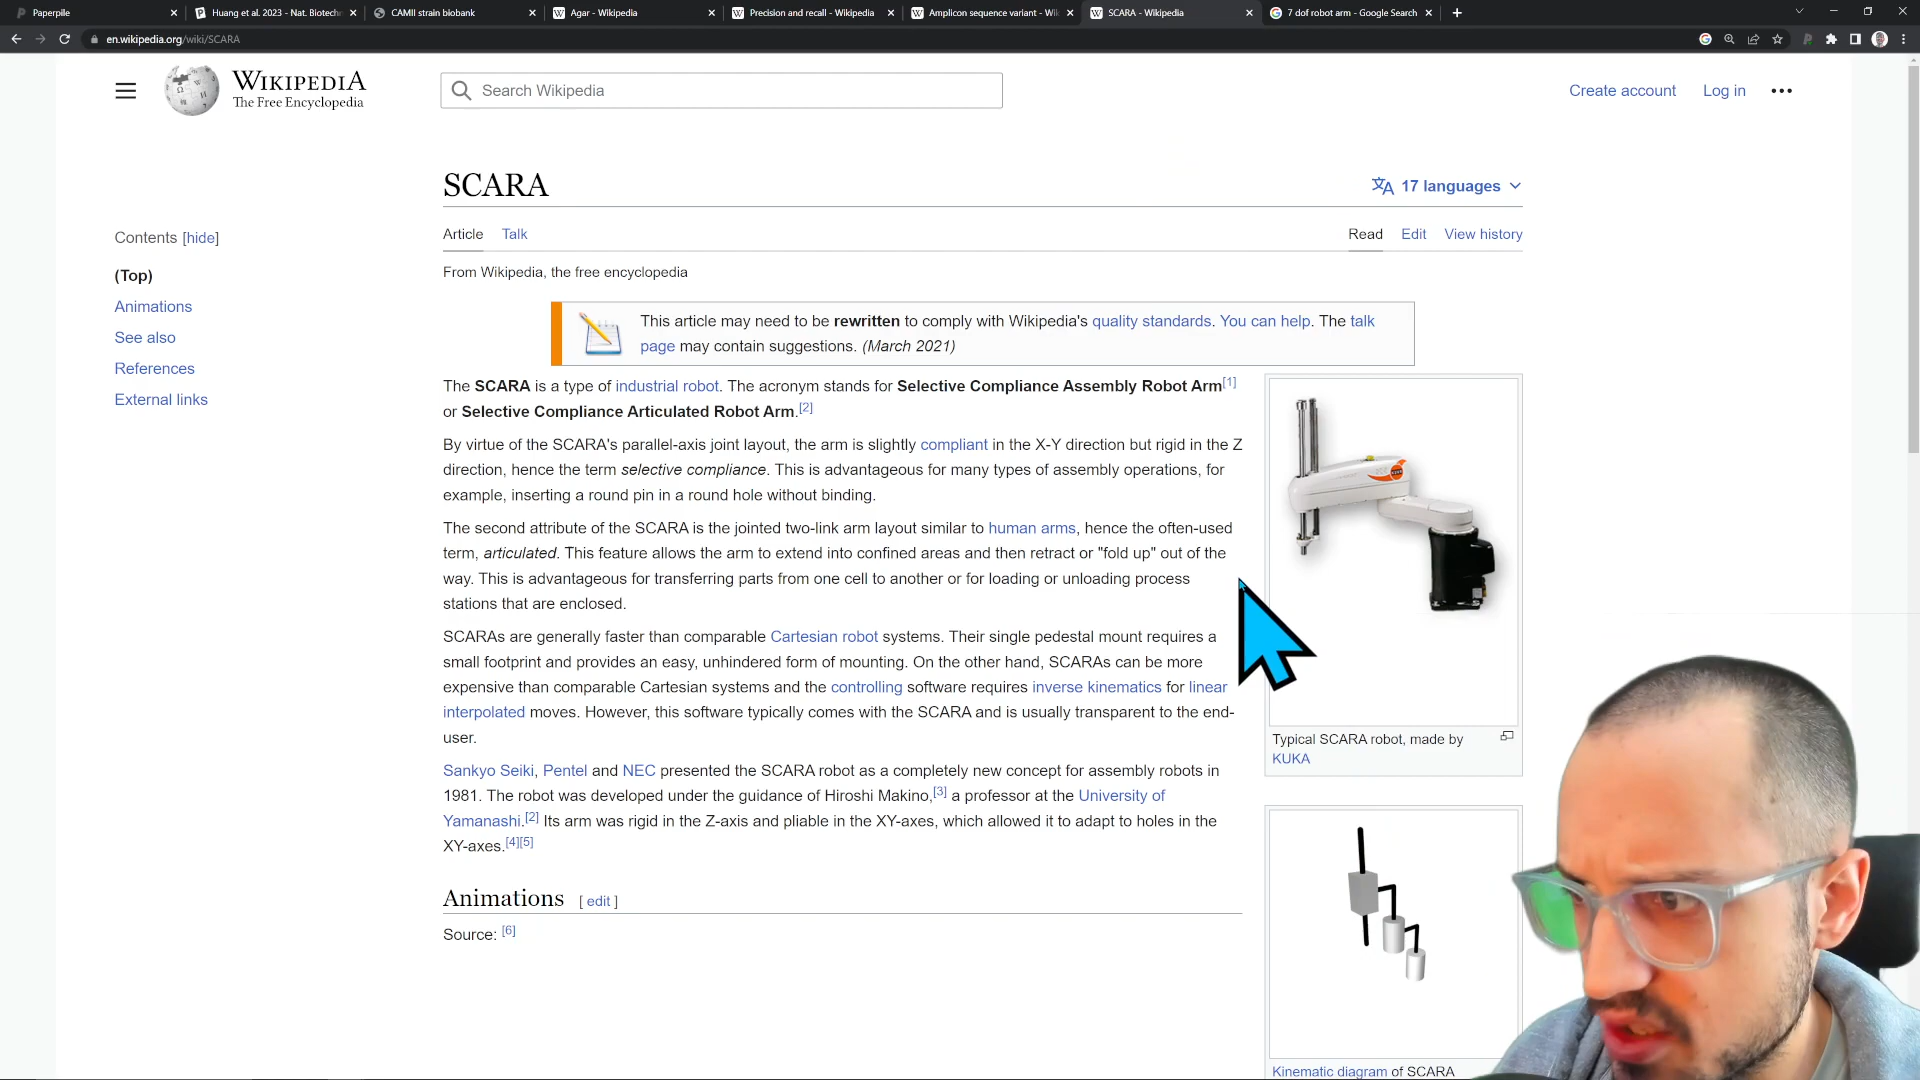 Paperpile
Huang et al. 2023 - Nat. Biotechn
CAMII strain biobank
Agar - Wikipedia
Precision and recall - Wikipedia
Amplicon sequence variant - Wik
SCARA - Wikipedia
7 dof robot arm - Google Search
en.wikipedia.org/wiki/SCARA
WIKIPEDIA
The Free Encyclopedia
Search Wikipedia
Create account
Log in
SCARA
17 languages
Article
Talk
Read
Edit
View history
From Wikipedia, the free encyclopedia
Contents [hide]
(Top)
Animations
See also
References
External links
This article may need to be rewritten to comply with Wikipedia's quality standards. You can help. The talk
page may contain suggestions. (March 2021)
The SCARA is a type of industrial robot. The acronym stands for Selective Compliance Assembly Robot Arm[1]
or Selective Compliance Articulated Robot Arm.[2]
By virtue of the SCARA's parallel-axis joint layout, the arm is slightly compliant in the X-Y direction but rigid in the Z
direction, hence the term selective compliance. This is advantageous for many types of assembly operations, for
example, inserting a round pin in a round hole without binding.
The second attribute of the SCARA is the jointed two-link arm layout similar to human arms, hence the often-used
term, articulated. This feature allows the arm to extend into confined areas and then retract or "fold up" out of the
way. This is advantageous for transferring parts from one cell to another or for loading or unloading process
stations that are enclosed.
SCARAs are generally faster than comparable Cartesian robot systems. Their single pedestal mount requires a
small footprint and provides an easy, unhindered form of mounting. On the other hand, SCARAs can be more
expensive than comparable Cartesian systems and the controlling software requires inverse kinematics for linear
interpolated moves. However, this software typically comes with the SCARA and is usually transparent to the end-
user.
Sankyo Seiki, Pentel and NEC presented the SCARA robot as a completely new concept for assembly robots in
1981. The robot was developed under the guidance of Hiroshi Makino,[3] a professor at the University of
Yamanashi.[2] Its arm was rigid in the Z-axis and pliable in the XY-axes, which allowed it to adapt to holes in the
XY-axes.[4][5]
Animations [ edit ]
Source: [6]
Typical SCARA robot, made by
KUKA
Kinematic diagram of SCARA